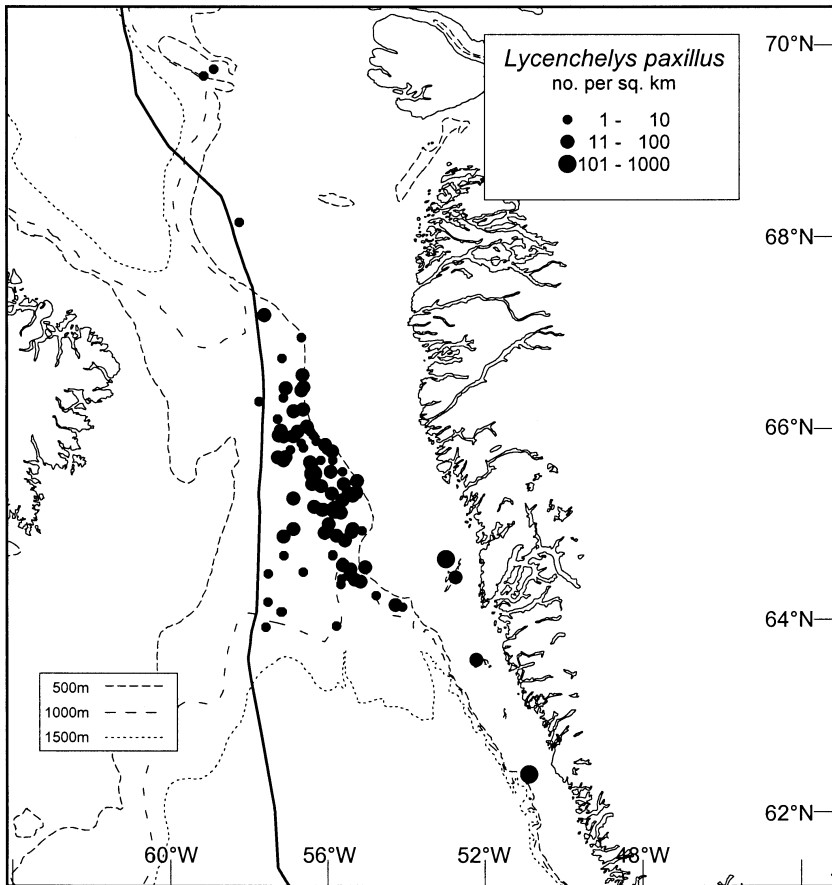 70°N
Lycenchelys paxillus
no. per sq. km
1 - 10
11 - 100
101 - 1000
68°N
66°N
64°N
500m
1000m
1500m
62°N
60°W 56°W 52°W 48°W